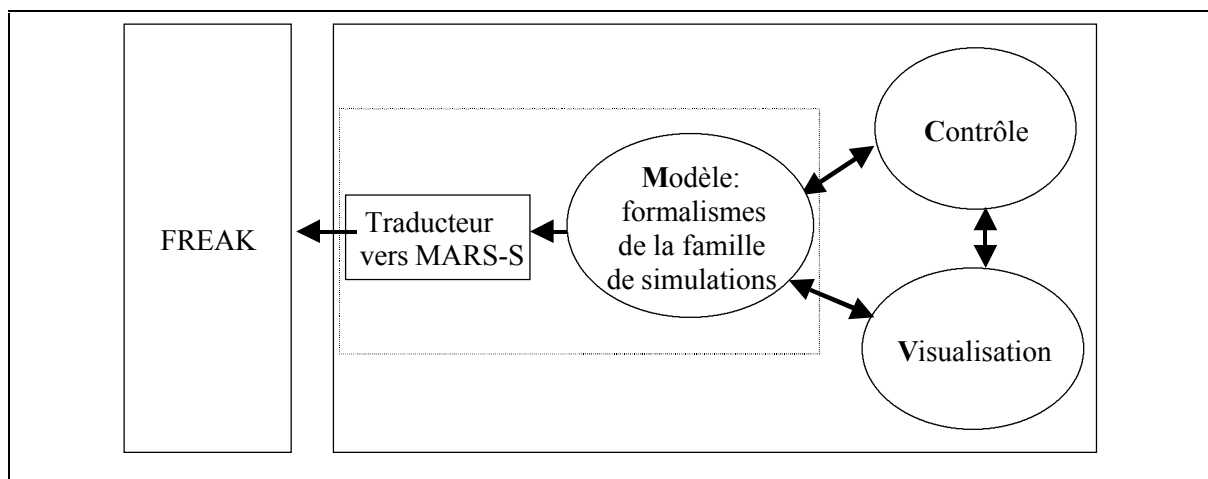 FREAK
Traducteur
vers MARS-S
Modèle:
formalismes
de la famille
de simulations
Contrôle
Visualisation